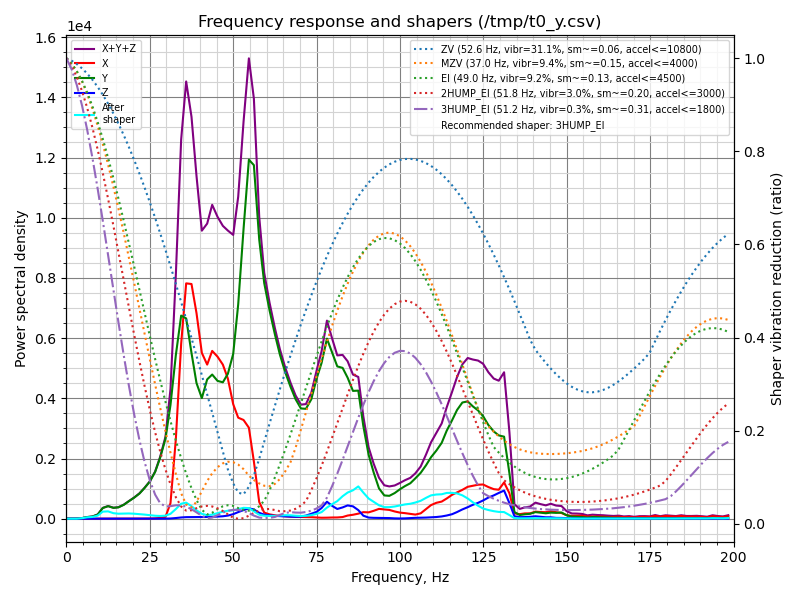 Frequency response and shapers (/tmp/t0_y.csv)
1e4
X+Y+Z
X
Y
Z
After
shaper
ZV (52.6 Hz, vibr=31.1%, sm~=0.06, accel<=10800)
MZV (37.0 Hz, vibr=9.4%, sm~=0.15, accel<=4000)
EI (49.0 Hz, vibr=9.2%, sm~=0.13, accel<=4500)
2HUMP_EI (51.8 Hz, vibr=3.0%, sm~=0.20, accel<=3000)
3HUMP_EI (51.2 Hz, vibr=0.3%, sm~=0.31, accel<=1800)
Recommended shaper: 3HUMP_EI
Power spectral density
1.6
1.4
1.2
1.0
0.8
0.6
0.4
0.2
0.0
1.0
0.8
0.6
0.4
0.2
0.0
Shaper vibration reduction (ratio)
0 25 50 75 100 125 150 175 200
Frequency, Hz